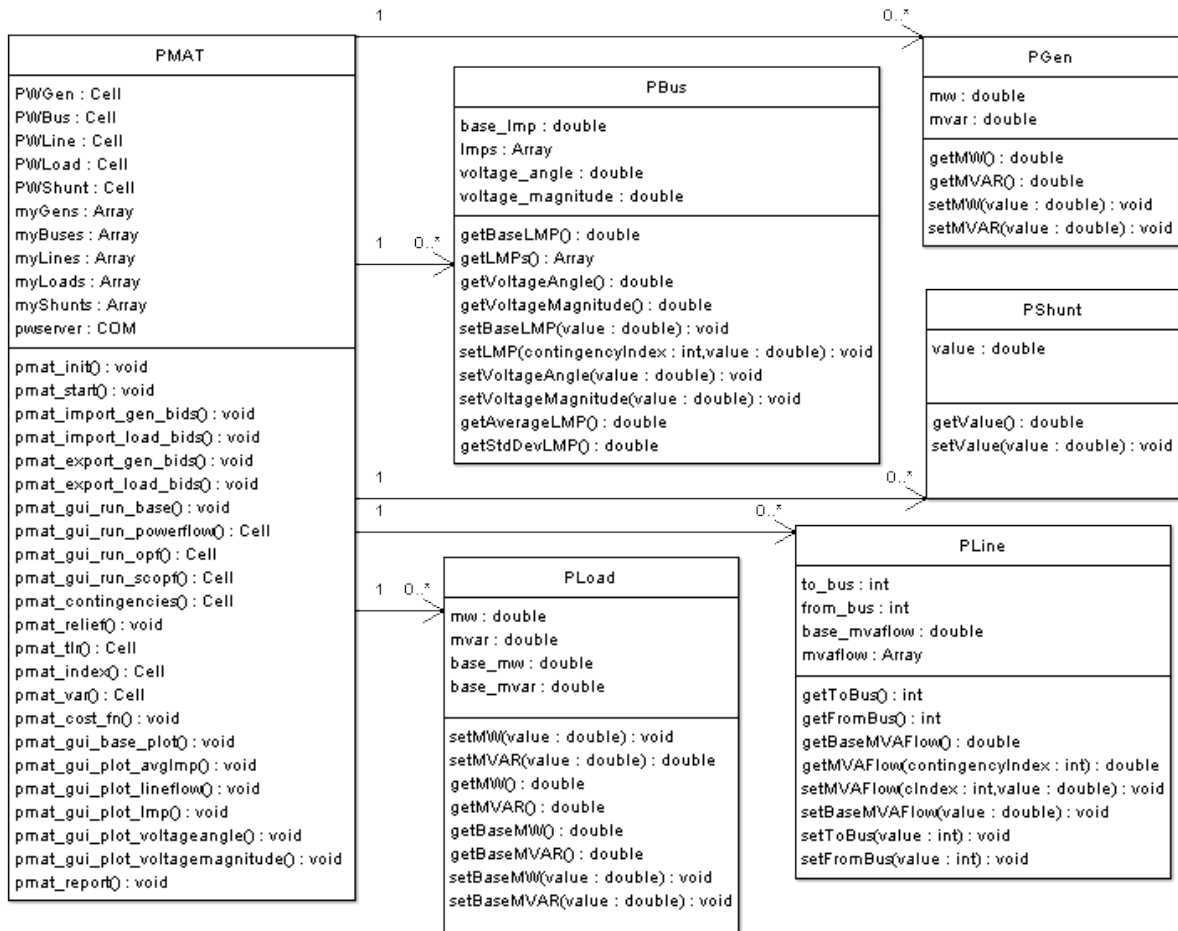 PMAT
PWGen : Cell
PWBus : Cell
PWLine : Cell
PWLoad : Cell
PWShunt : Cell
myGens : Array
myBuses : Array
myLines : Array
myLoads : Array
myShunts : Array
pwserver : COM
pmat_init() : void
pmat_start() : void
pmat_import_gen_bids() : void
pmat_import_load_bids() : void
pmat_export_gen_bids() : void
pmat_export_load_bids() : void
pmat_gui_run_base() : void
pmat_gui_run_powerflow() : Cell
pmat_gui_run_opf() : Cell
pmat_gui_run_scopf() : Cell
pmat_contingencies() : Cell
pmat_relief() : void
pmat_tlr() : Cell
pmat_index() : Cell
pmat_var() : Cell
pmat_cost_fn() : void
pmat_gui_base_plot() : void
pmat_gui_plot_avglmp() : void
pmat_gui_plot_lineflow() : void
pmat_gui_plot_lmp() : void
pmat_gui_plot_voltageangle() : void
pmat_gui_plot_voltagemagnitude() : void
pmat_report() : void
1 0..*
1 0..*
1 0..*
1 0..*
1 0..*
PBus
base_lmp : double
lmps : Array
voltage_angle : double
voltage_magnitude : double
getBaseLMP() : double
getLMPs() : Array
getVoltageAngle() : double
getVoltageMagnitude() : double
setBaseLMP(value : double) : void
setLMP(contingencyIndex : int,value : double) : void
setVoltageAngle(value : double) : void
setVoltageMagnitude(value : double) : void
getAverageLMP() : double
getStdDevLMP() : double
PGen
mw : double
mvar : double
getMW() : double
getMVAR() : double
setMW(value : double) : void
setMVAR(value : double) : void
PShunt
value : double
getValue() : double
setValue(value : double) : void
PLoad
mw : double
mvar : double
base_mw : double
base_mvar : double
setMW(value : double) : void
setMVAR(value : double) : double
getMW() : double
getMVAR() : double
getBaseMW() : double
getBaseMVAR() : double
setBaseMW(value : double) : void
setBaseMVAR(value : double) : void
PLine
to_bus : int
from_bus : int
base_mvaflow : double
mvaflow : Array
getToBus() : int
getFromBus() : int
getBaseMVAFlow() : double
getMVAFlow(contingencyIndex : int) : double
setMVAFlow(cIndex : int,value : double) : void
setBaseMVAFlow(value : double) : void
setToBus(value : int) : void
setFromBus(value : int) : void